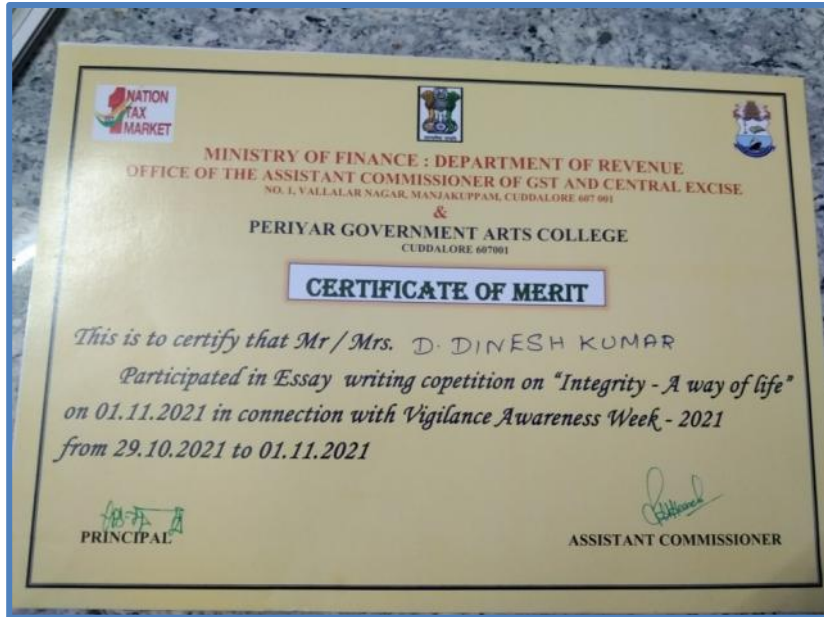 NATION
TAX
MARKET
MINISTRY OF FINANCE : DEPARTMENT OF REVENUE
OFFICE OF THE ASSISTANT COMMISSIONER OF GST AND CENTRAL EXCISE
NO. 1, VALLALAR NAGAR, MANJAKUPPAM, CUDDALORE 607 001
&
PERIYAR GOVERNMENT ARTS COLLEGE
CUDDALORE 607001
CERTIFICATE OF MERIT
This is to certify that Mr / Mrs. D. DINESH KUMAR
Participated in Essay writing copetition on "Integrity - A way of life"
on 01.11.2021 in connection with Vigilance Awareness Week - 2021
from 29.10.2021 to 01.11.2021
PRINCIPAL
ASSISTANT COMMISSIONER